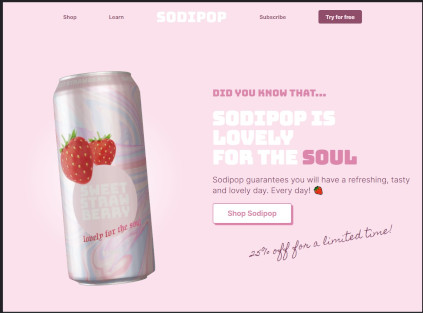 Shop
Learn
SODIPOP
Subscribe
Try for free
DID YOU KNOW THAT...
SODIPOP IS
LOVELY
FOR THE SOUL
Sodipop guarantees you will have a refreshing, tasty
and lovely day. Every day!
Shop Sodipop
25% off for a limited time!
SWEET
STRAW
BERRY
lovely for the soul